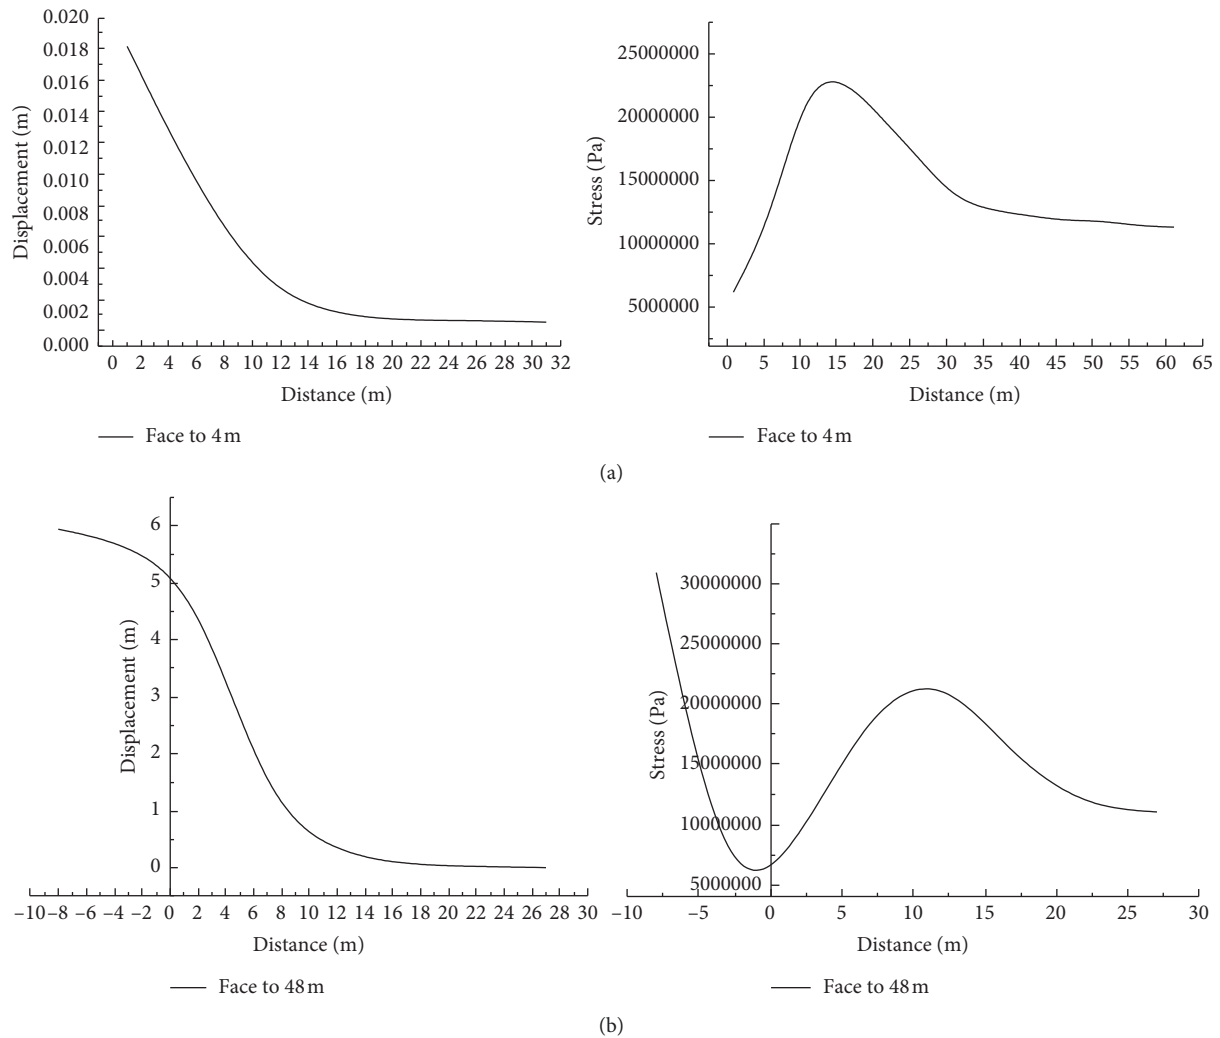 0.020
0.018
0.016
0.014
0.012
0.010
0.008
0.006
0.004
0.002
0.000
Displacement (m)
0 2 4 6 8 10 12 14 16 18 20 22 24 26 28 30 32
Distance (m)
Face to 4 m
25000000
20000000
15000000
10000000
5000000
Stress (Pa)
0 5 10 15 20 25 30 35 40 45 50 55 60 65
Distance (m)
Face to 4 m
(a)
6
5
4
3
2
1
0
Displacement (m)
–10 –8 –6 –4 –2 0 2 4 6 8 10 12 14 16 18 20 22 24 26 28 30
Distance (m)
Face to 48 m
30000000
25000000
20000000
15000000
10000000
5000000
Stress (Pa)
–10 –5 0 5 10 15 20 25 30
Distance (m)
Face to 48 m
(b)